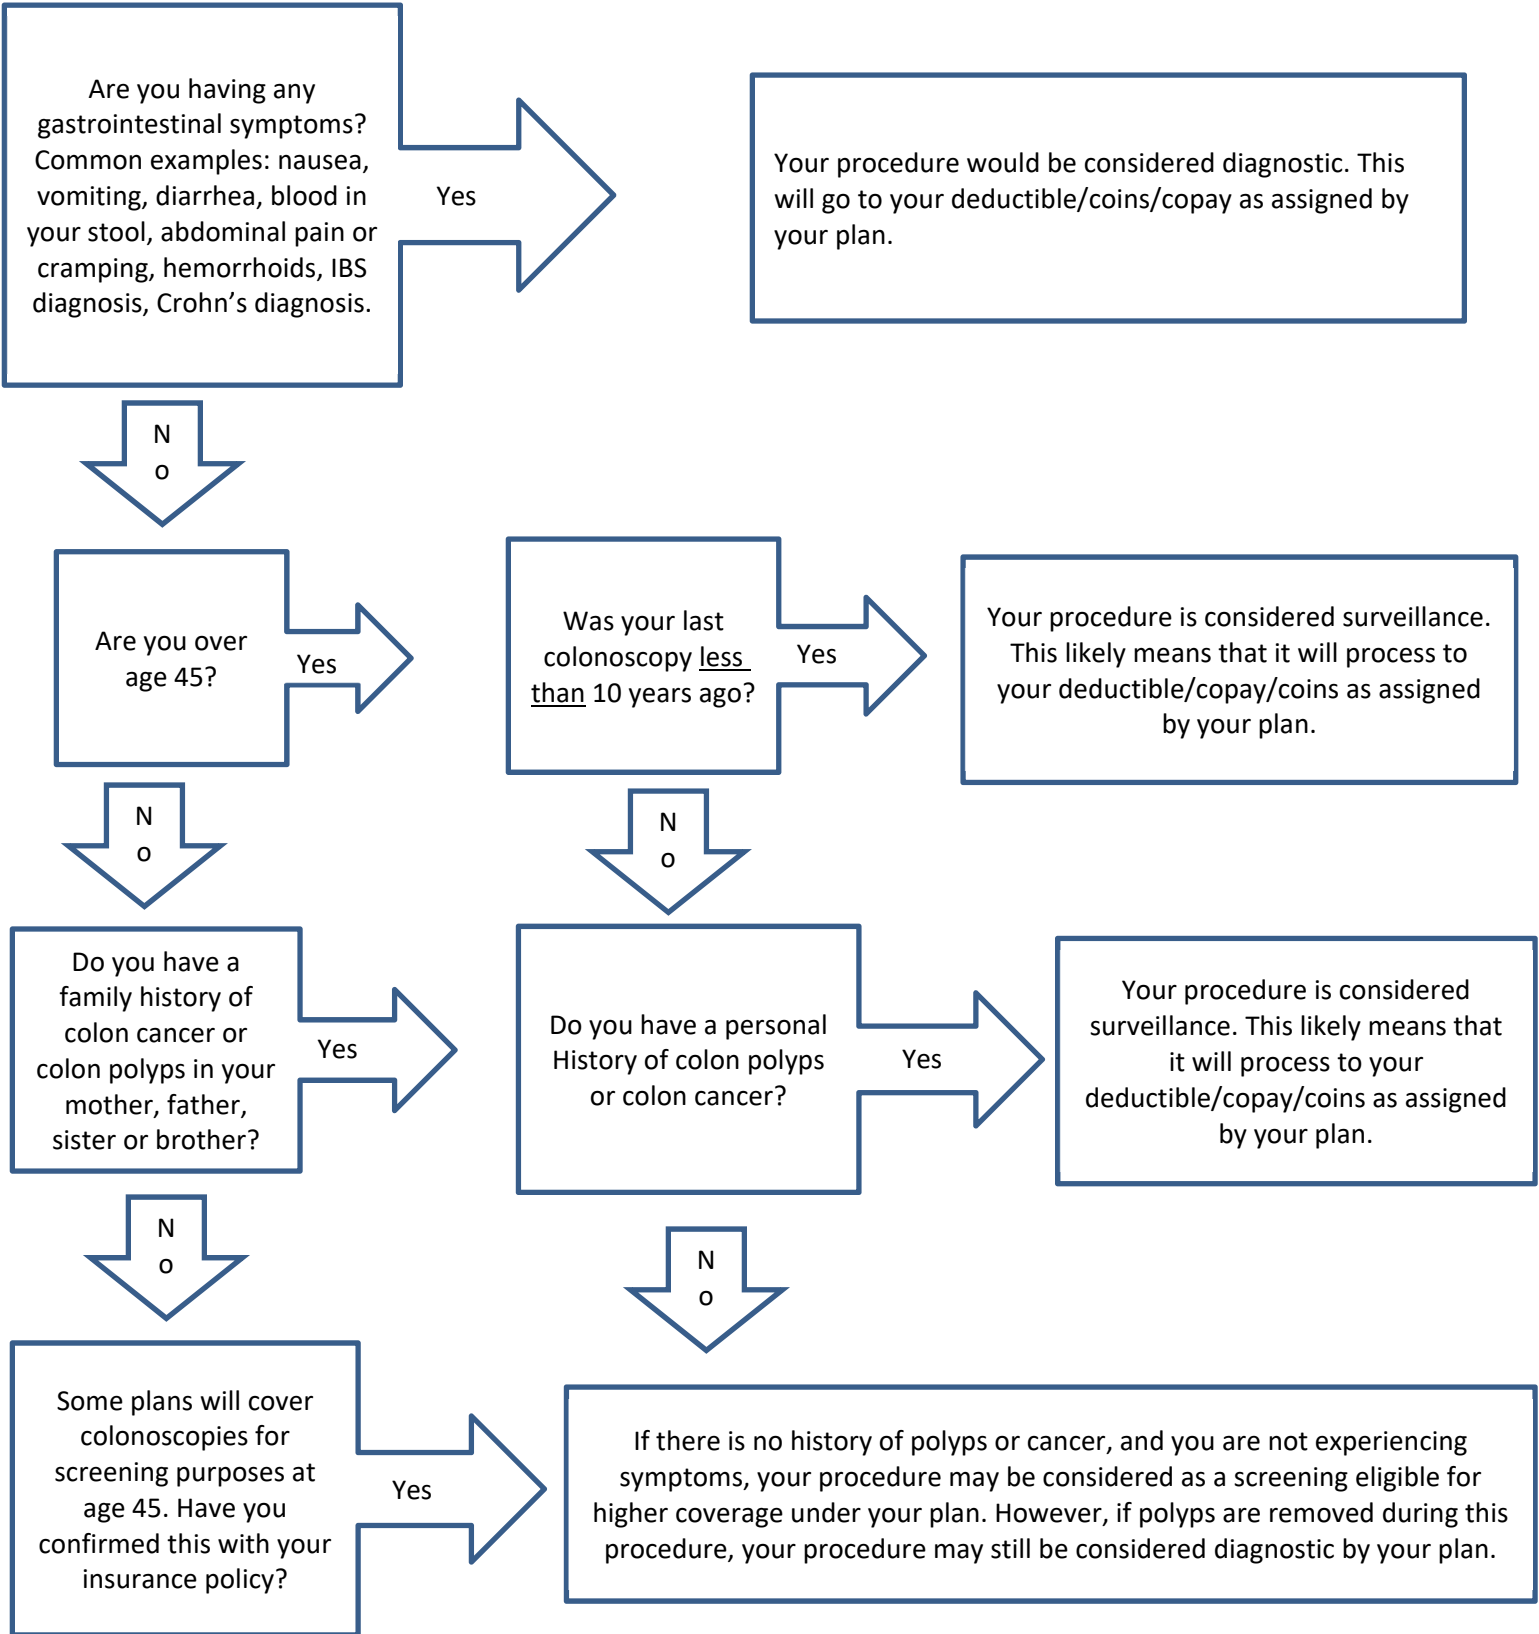 Are you having any
gastrointestinal symptoms?
Common examples: nausea,
vomiting, diarrhea, blood in
your stool, abdominal pain or
cramping, hemorrhoids, IBS
diagnosis, Crohn’s diagnosis.
Yes
Your procedure would be considered diagnostic. This
will go to your deductible/coins/copay as assigned by
your plan.
N
o
Are you over
age 45?
Yes
Was your last
colonoscopy less
than 10 years ago?
Yes
Your procedure is considered surveillance.
This likely means that it will process to
your deductible/copay/coins as assigned
by your plan.
N
o
N
o
Do you have a
family history of
colon cancer or
colon polyps in your
mother, father,
sister or brother?
Yes
Do you have a personal
History of colon polyps
or colon cancer?
Yes
Your procedure is considered
surveillance. This likely means that
it will process to your
deductible/copay/coins as assigned
by your plan.
N
o
N
o
Some plans will cover
colonoscopies for
screening purposes at
age 45. Have you
confirmed this with your
insurance policy?
Yes
If there is no history of polyps or cancer, and you are not experiencing
symptoms, your procedure may be considered as a screening eligible for
higher coverage under your plan. However, if polyps are removed during this
procedure, your procedure may still be considered diagnostic by your plan.